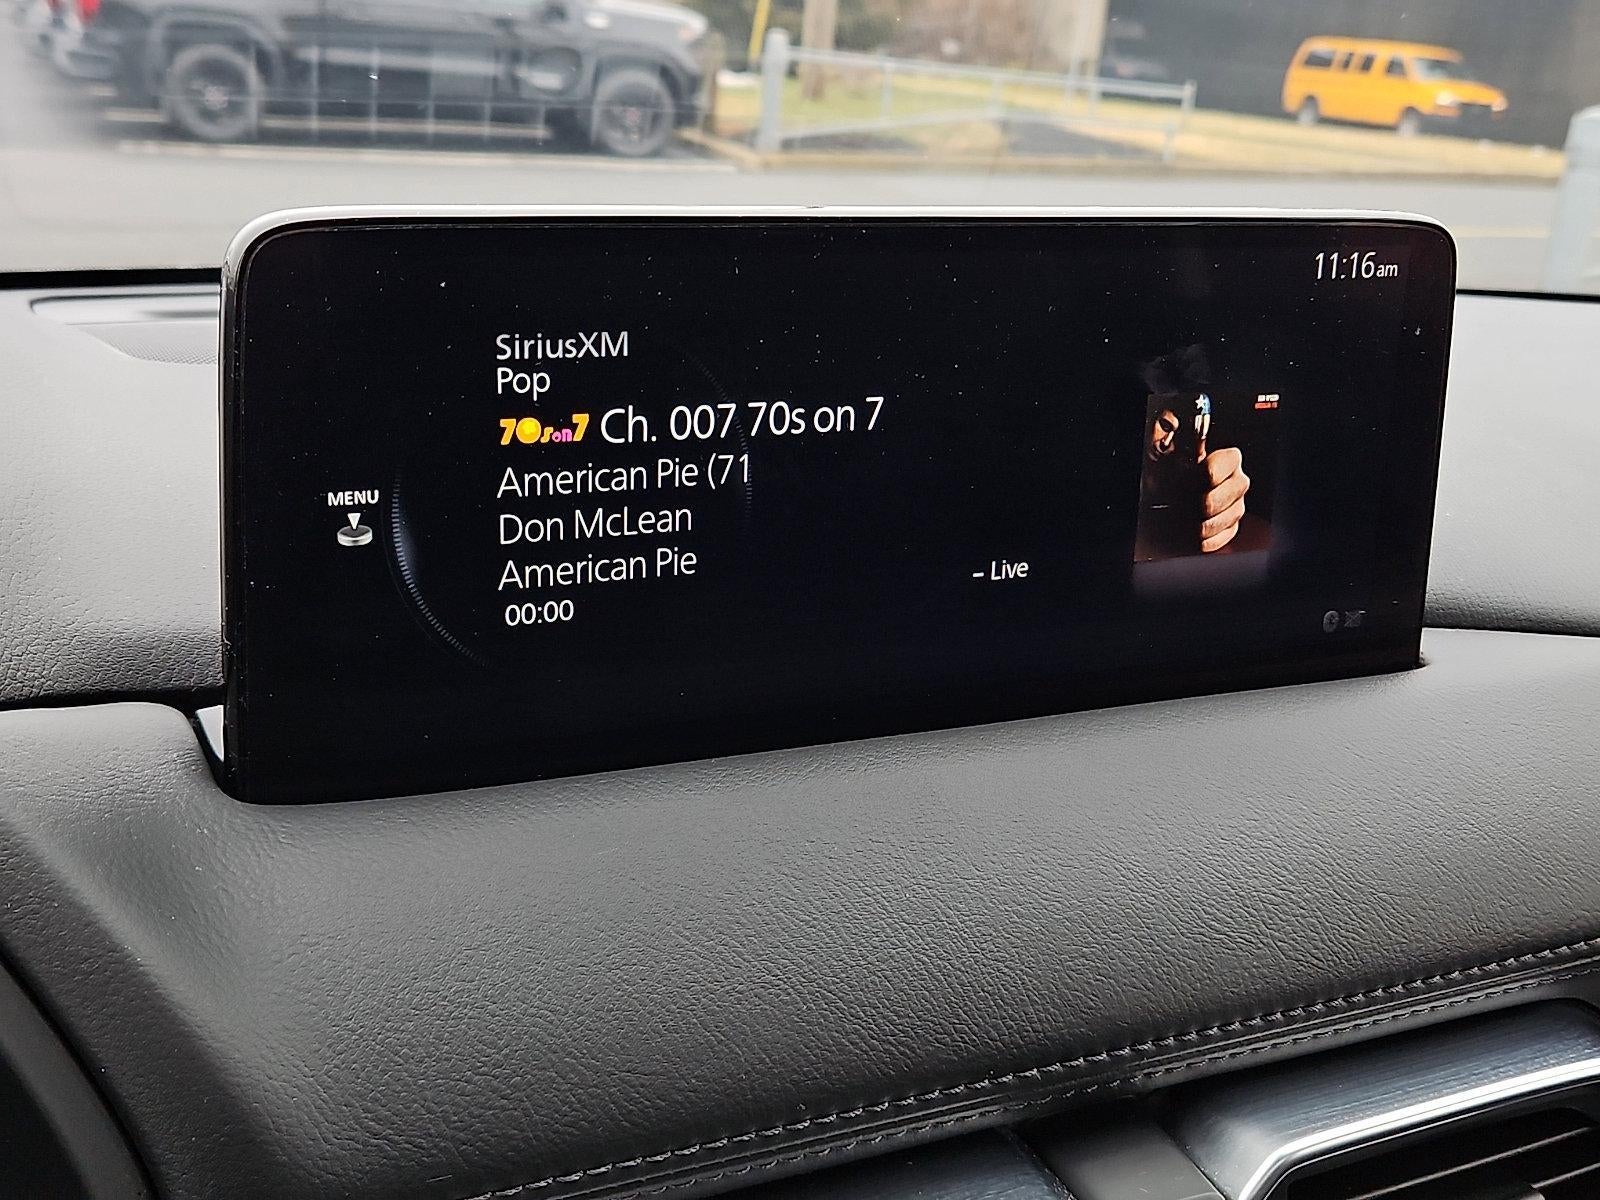 11:16am
SiriusXM
Pop
70s on 7 Ch. 007 70s on 7
American Pie (71
MENU
Don McLean
American Pie
– Live
00:00